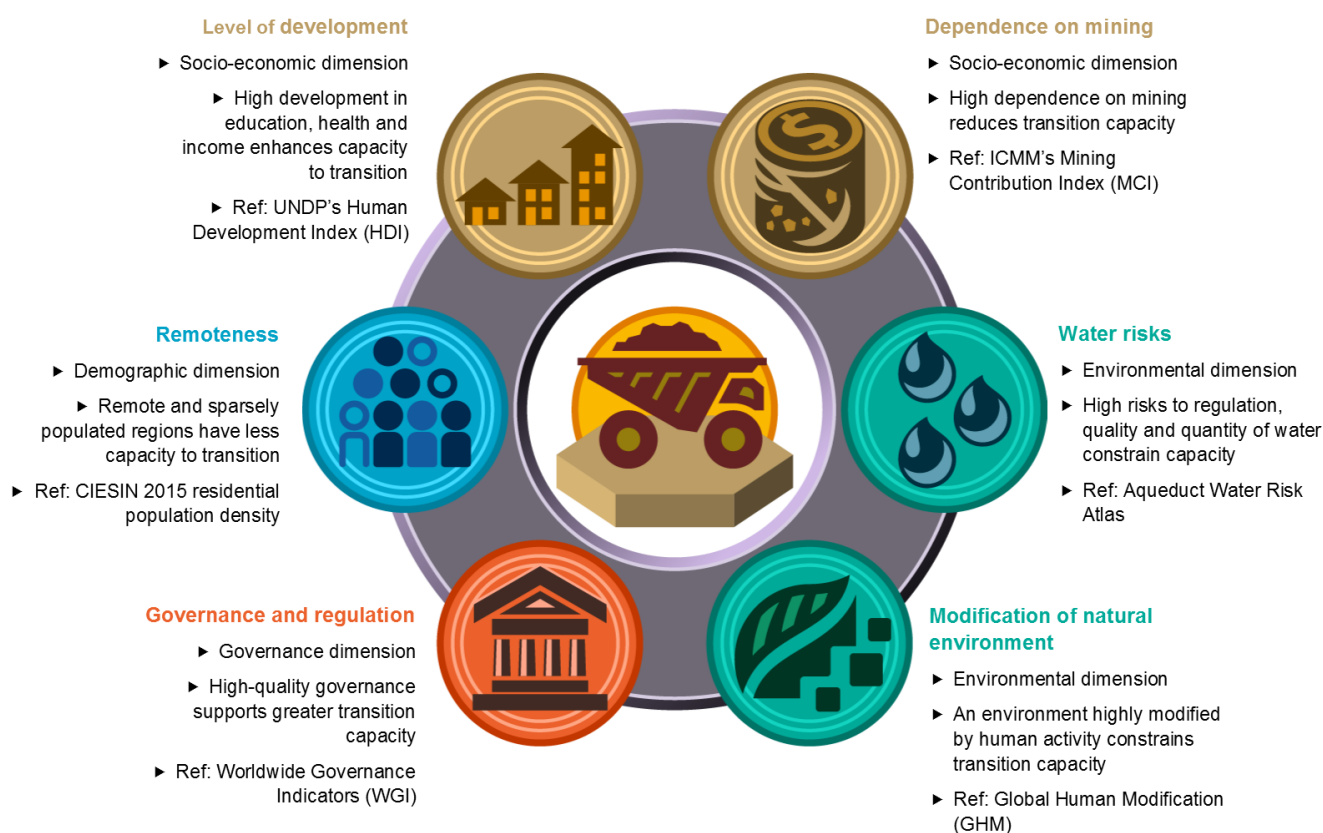 Level of development
► Socio-economic dimension
► High development in
education, health and
income enhances capacity
to transition
► Ref: UNDP’s Human
Development Index (HDI)
Dependence on mining
► Socio-economic dimension
► High dependence on mining
reduces transition capacity
► Ref: ICMM’s Mining
Contribution Index (MCI)
Remoteness
► Demographic dimension
► Remote and sparsely
populated regions have less
capacity to transition
► Ref: CIESIN 2015 residential
population density
Water risks
► Environmental dimension
► High risks to regulation,
quality and quantity of water
constrain capacity
► Ref: Aqueduct Water Risk
Atlas
Governance and regulation
► Governance dimension
► High-quality governance
supports greater transition
capacity
► Ref: Worldwide Governance
Indicators (WGI)
Modification of natural
environment
► Environmental dimension
► An environment highly modified
by human activity constrains
transition capacity
► Ref: Global Human Modification
(GHM)